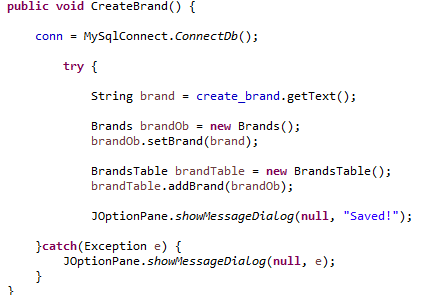 public void CreateBrand() {
conn = MySqlConnect.ConnectDb();
try {
String brand = create_brand.getText();
Brands brandOb = new Brands();
brandOb.setBrand(brand);
BrandsTable brandTable = new BrandsTable();
brandTable.addBrand(brandOb);
JOptionPane.showMessageDialog(null, "Saved!");
}catch(Exception e) {
JOptionPane.showMessageDialog(null, e);
}
}